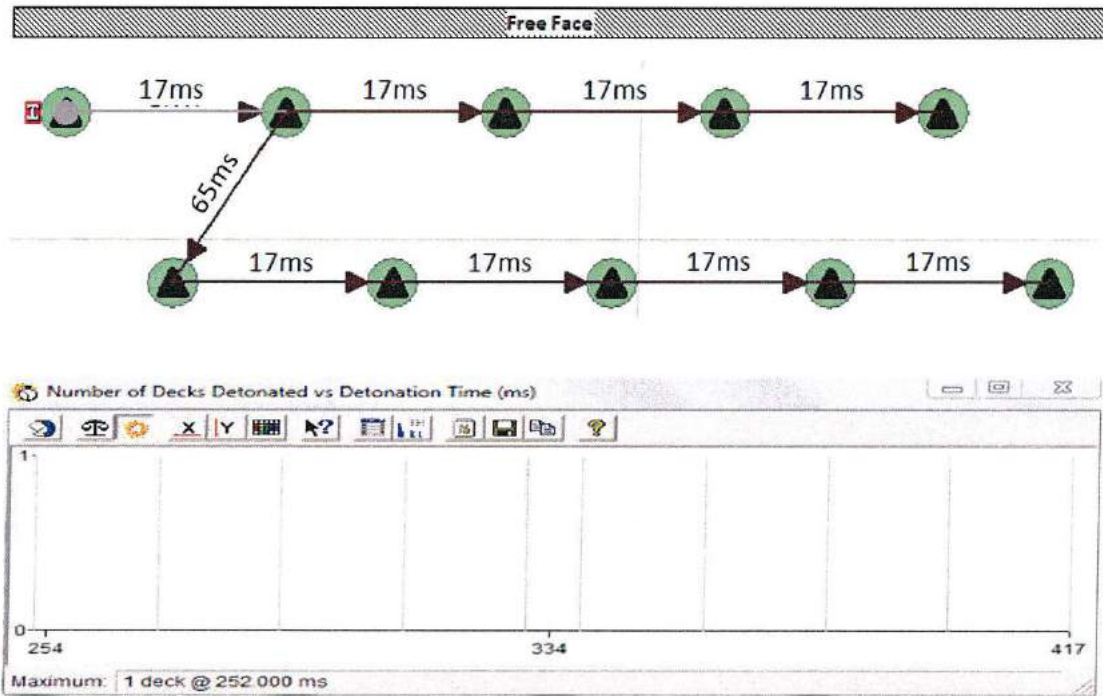 Free Face
17ms 17ms 17ms 17ms
65ms
17ms 17ms 17ms 17ms
Number of Decks Detonated vs Detonation Time (ms)
X Y
1
0
254 334 417
Maximum: 1 deck @ 252.000 ms